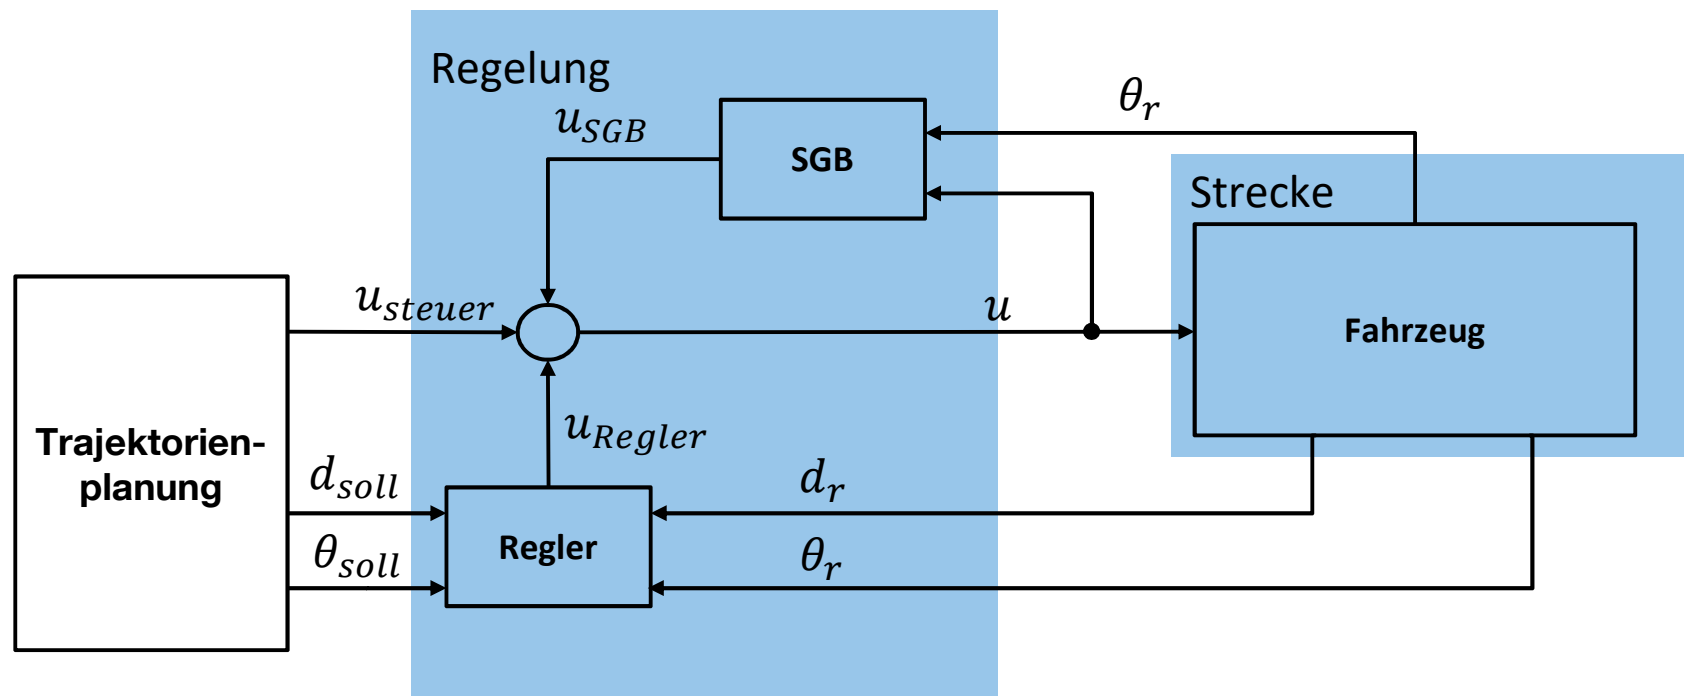 Regelung
u_SGB
SGB
θ_r
Strecke
u_steuer
u
Fahrzeug
u_Regler
Trajektorien-
planung
d_soll
d_r
Regler
θ_soll
θ_r